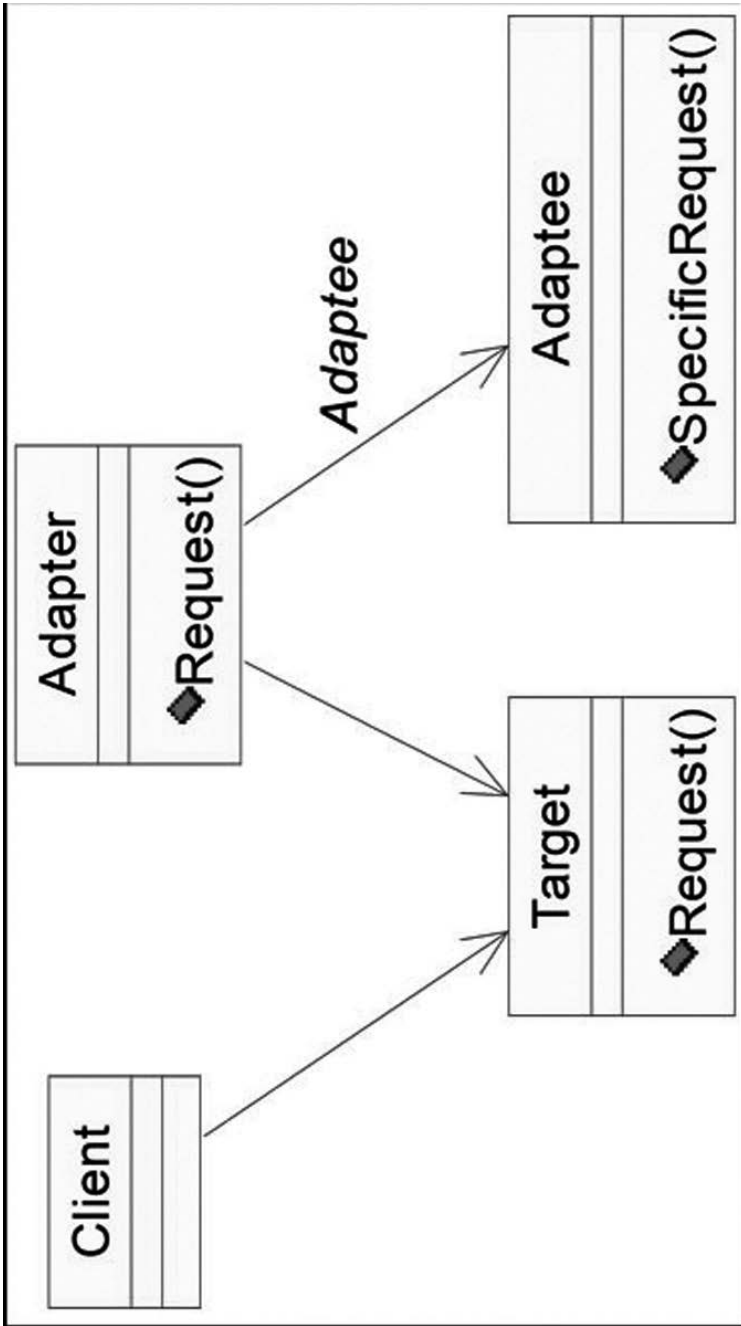 Client
Adapter
Request()
Adaptee
Target
Request()
Adaptee
SpecificRequest()